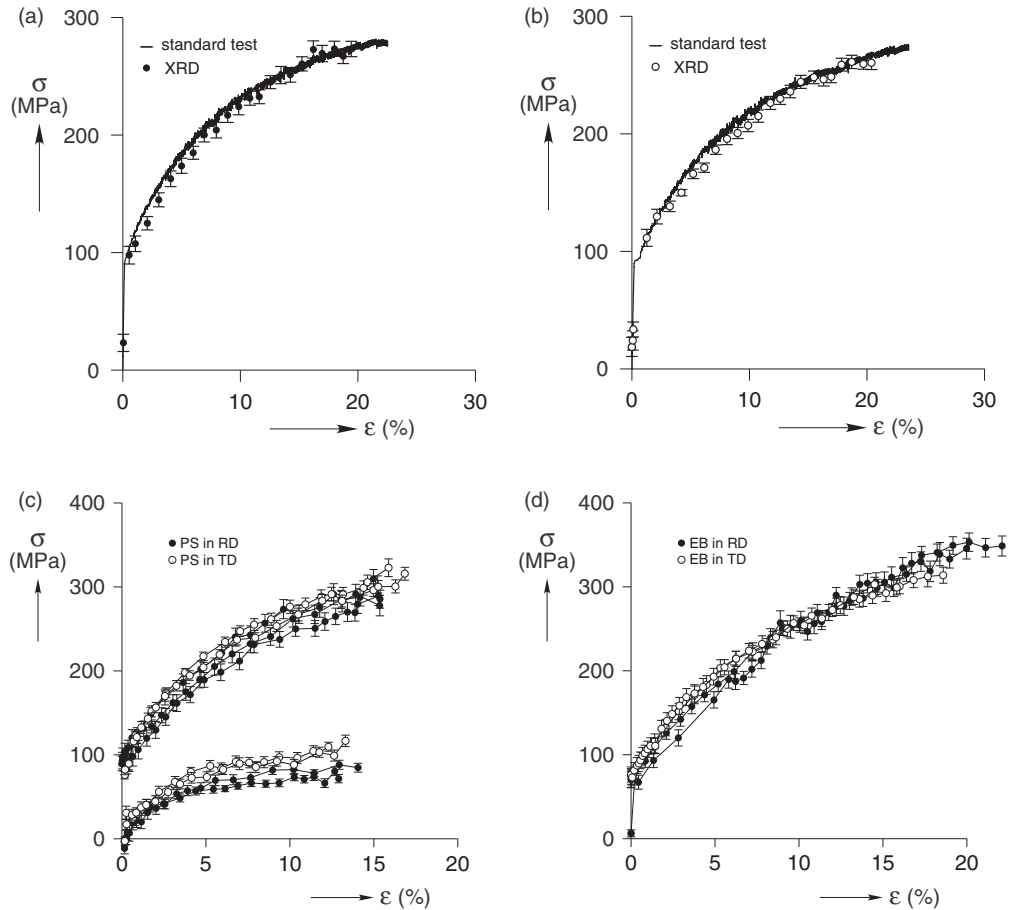 (a)
300
200
100
0
σ
(MPa)
standard test
XRD
0 10 20 30
ε (%)
(b)
300
200
100
0
σ
(MPa)
standard test
XRD
0 10 20 30
ε (%)
(c)
400
300
200
100
0
σ
(MPa)
PS in RD
PS in TD
0 5 10 15 20
ε (%)
(d)
400
300
200
100
0
σ
(MPa)
EB in RD
EB in TD
0 5 10 15 20
ε (%)